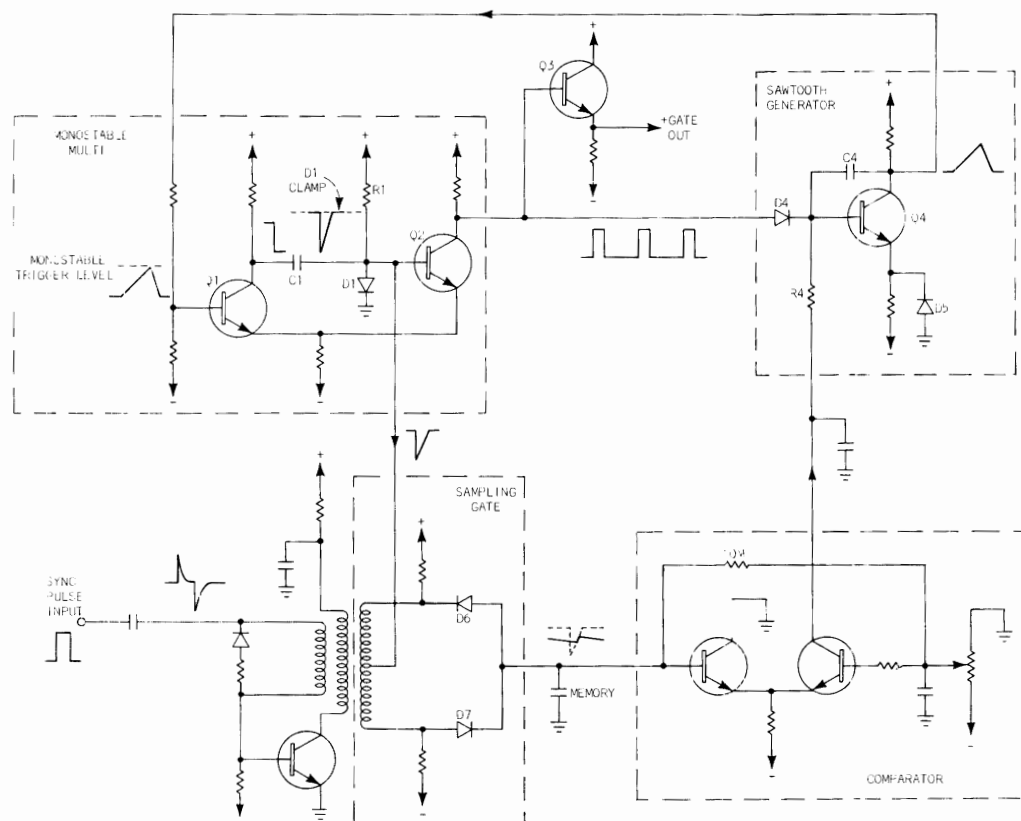 Q3
SAWTOOTH
GENERATOR
+GATE
OUT
MONOSTABLE
MULTI
D1
CLAMP
R1
C4
D4
Q4
Q2
MONOSTABLE
TRIGGER LEVEL
Q1
C1
D1
R4
D5
SAMPLING
GATE
SYNC
PULSE
INPUT
D6
MEMORY
D7
COMPARATOR
+
+
+
+
+
+
+
+
-
-
-
-
-
-
-
-